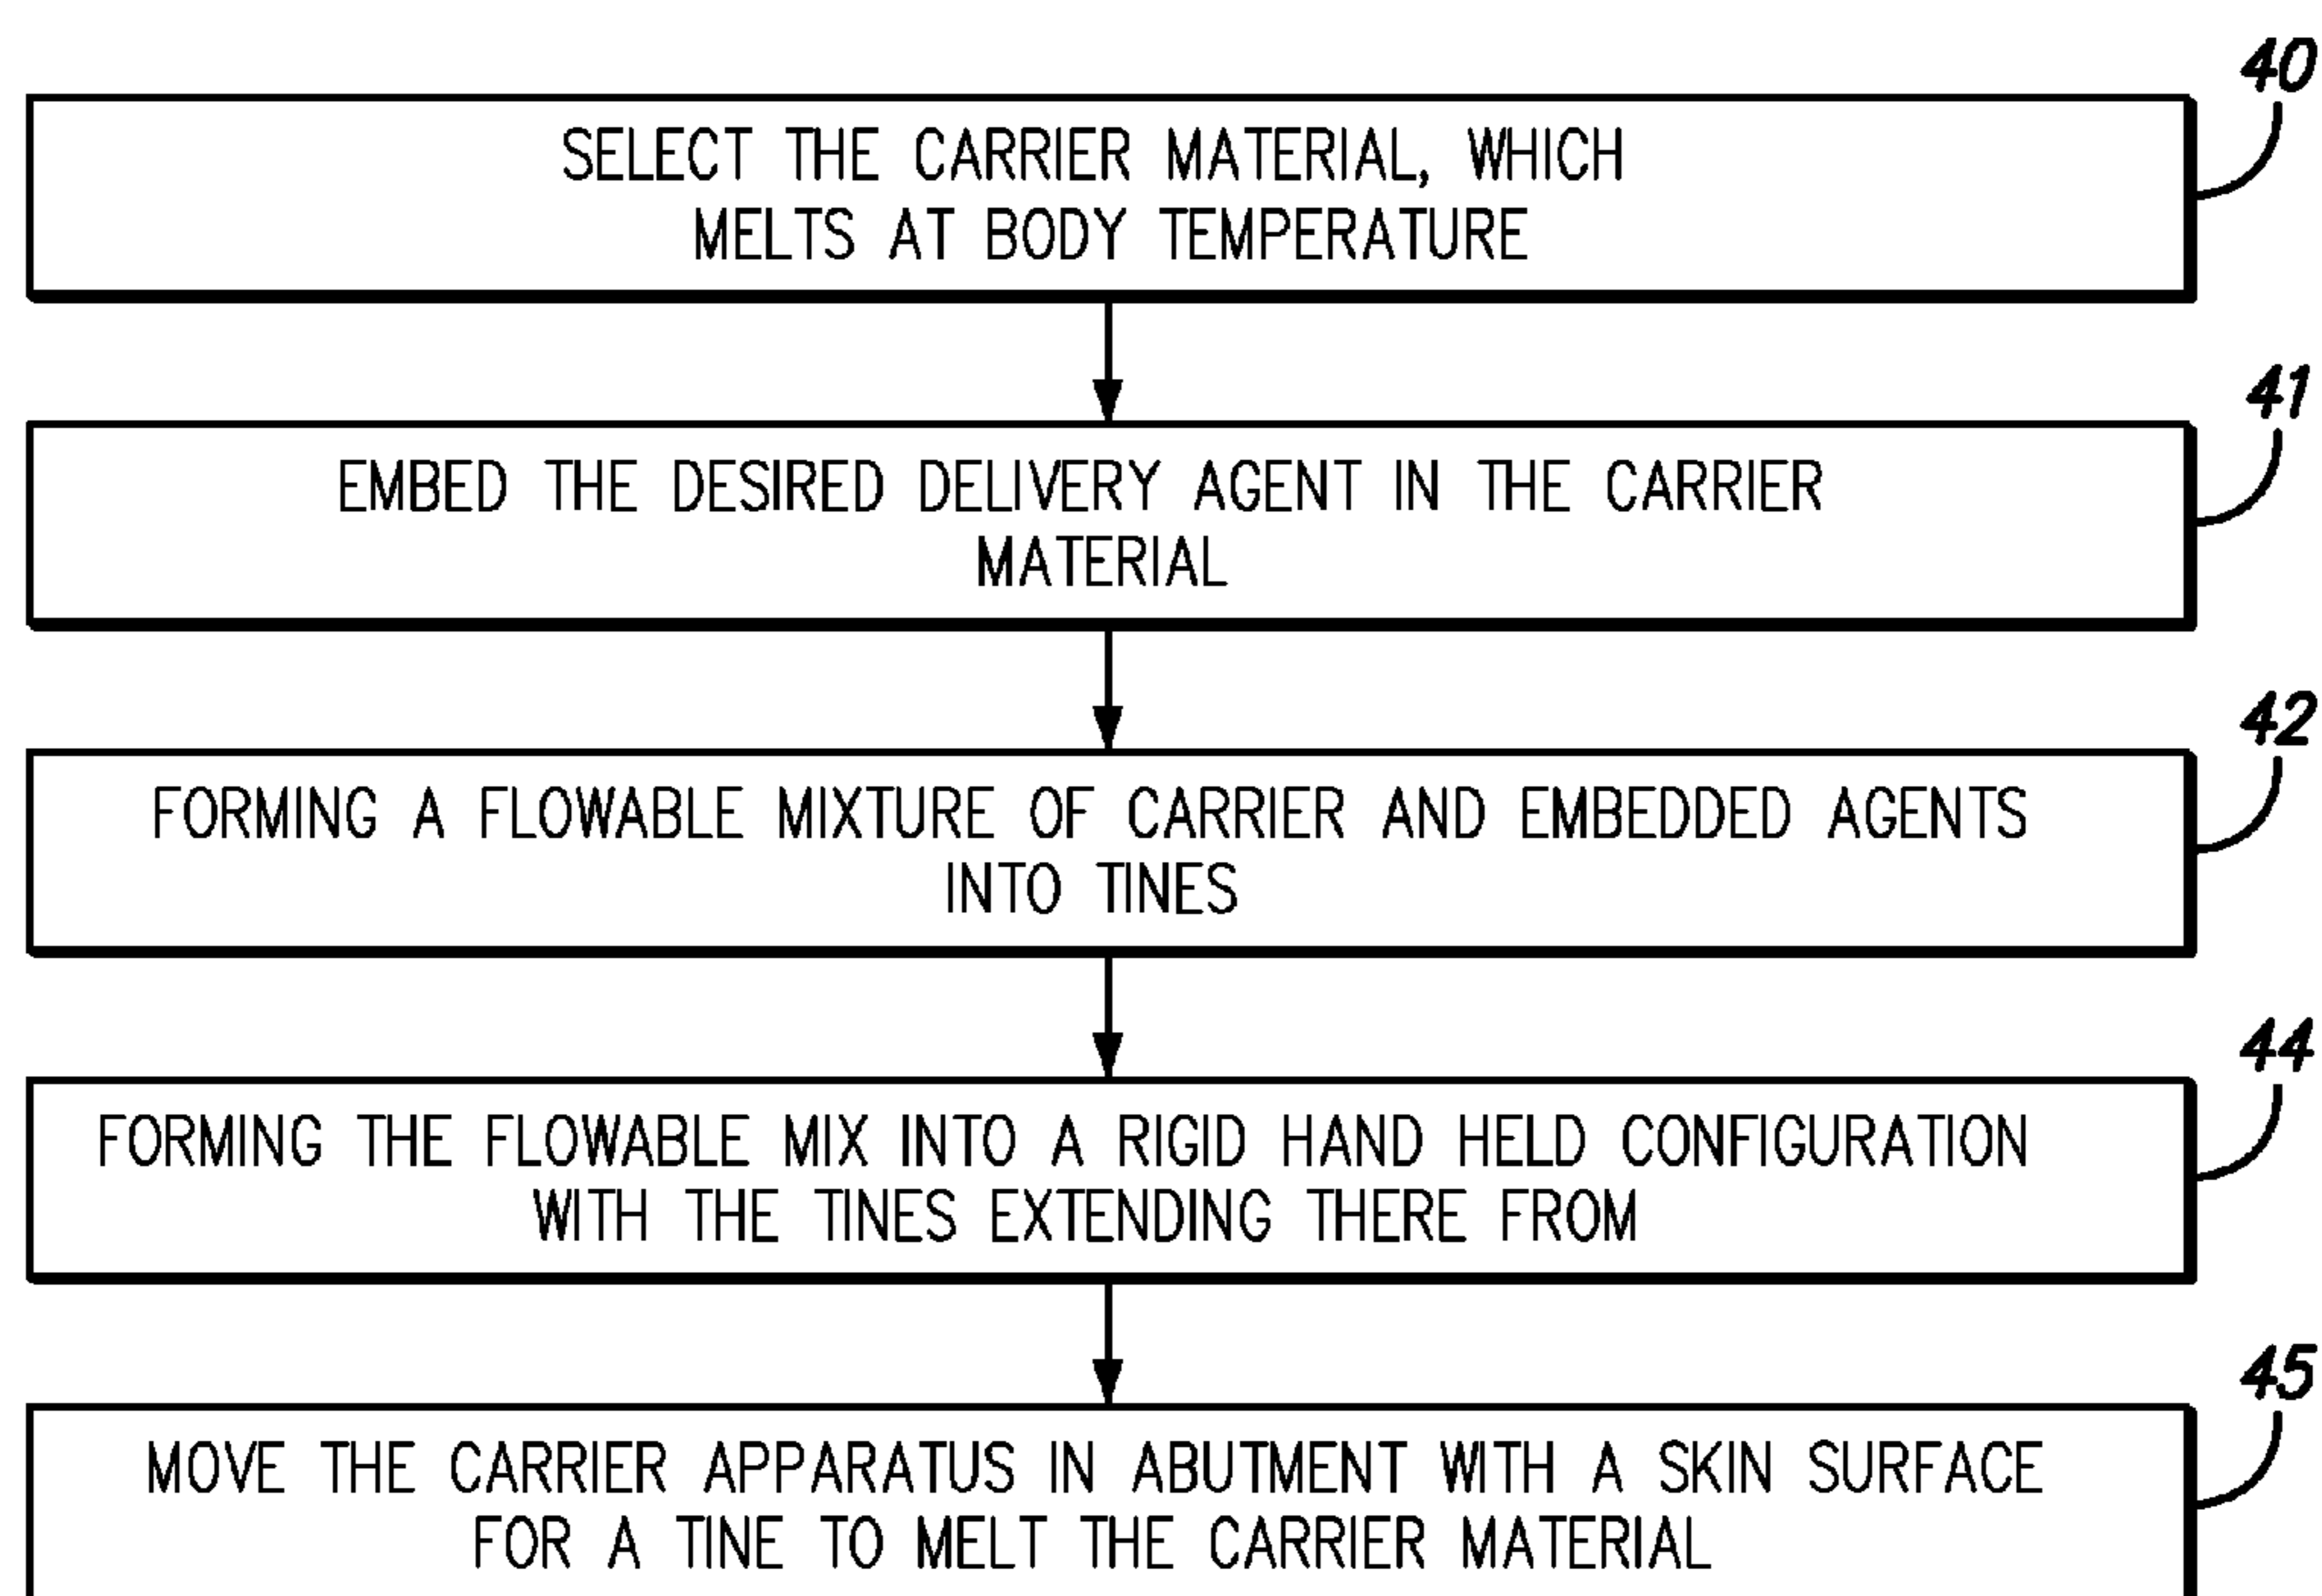 40
SELECT THE CARRIER MATERIAL, WHICH
MELTS AT BODY TEMPERATURE
41
EMBED THE DESIRED DELIVERY AGENT IN THE CARRIER
MATERIAL
42
FORMING A FLOWABLE MIXTURE OF CARRIER AND EMBEDDED AGENTS
INTO TINES
44
FORMING THE FLOWABLE MIX INTO A RIGID HAND HELD CONFIGURATION
WITH THE TINES EXTENDING THERE FROM
45
MOVE THE CARRIER APPARATUS IN ABUTMENT WITH A SKIN SURFACE
FOR A TINE TO MELT THE CARRIER MATERIAL